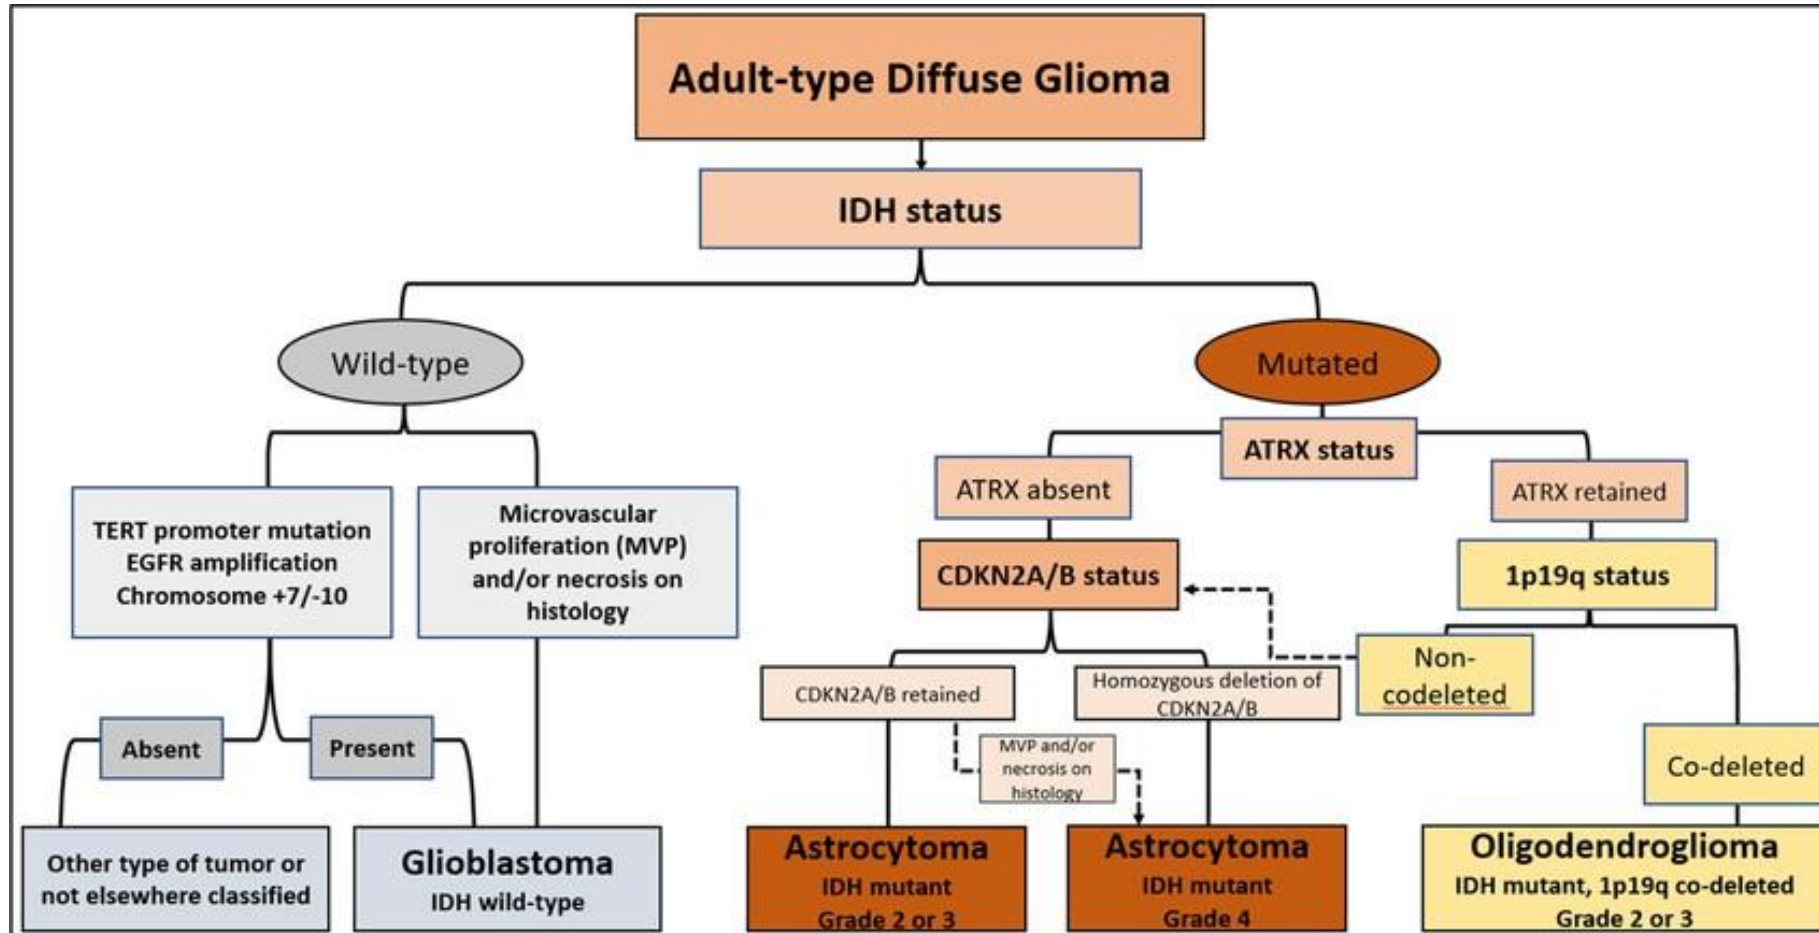 Adult-type Diffuse Glioma
IDH status
Wild-type
Mutated
ATRX status
ATRX absent
ATRX retained
TERT promoter mutation
EGFR amplification
Chromosome +7/-10
Microvascular
proliferation (MVP)
and/or necrosis on
histology
CDKN2A/B status
1p19q status
CDKN2A/B retained
Homozygous deletion of
CDKN2A/B
Non-
codeleted
Absent
Present
MVP and/or
necrosis on
histology
Co-deleted
Other type of tumor or
not elsewhere classified
Glioblastoma
IDH wild-type
Astrocytoma
IDH mutant
Grade 2 or 3
Astrocytoma
IDH mutant
Grade 4
Oligodendroglioma
IDH mutant, 1p19q co-deleted
Grade 2 or 3